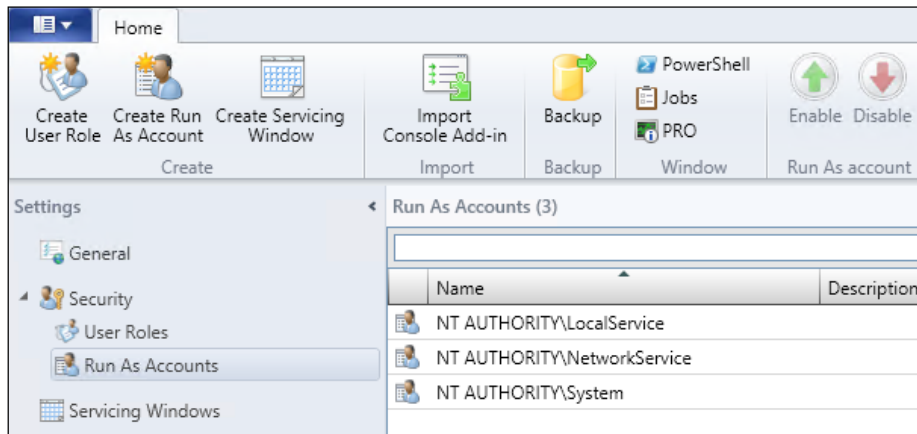 Home
Create
User Role
Create Run
As Account
Create Servicing
Window
Create
Import
Console Add-in
Import
Backup
Backup
PowerShell
Jobs
PRO
Window
Enable
Disable
Run As account
Settings
General
Security
User Roles
Run As Accounts
Servicing Windows
Run As Accounts (3)
Name
Description
NT AUTHORITY\LocalService
NT AUTHORITY\NetworkService
NT AUTHORITY\System